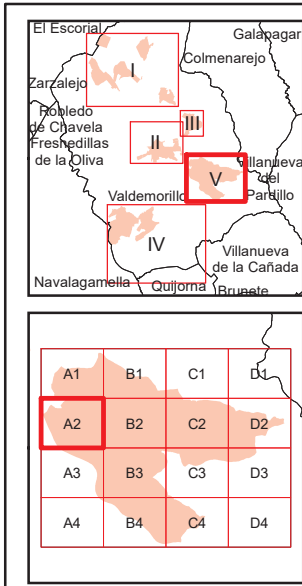 El Escorial
Galapagar
I
Colmenarejo
Zarzalejo
Robledo
de Chavela
III
Fresnedillas
de la Oliva
II
Villanueva
del
Pardillo
V
Valdemorillo
IV
Villanueva
de la Cañada
Navalagamella
Quijorna
Brunete
A1 B1 C1 D1
A2 B2 C2 D2
A3 B3 C3 D3
A4 B4 C4 D4